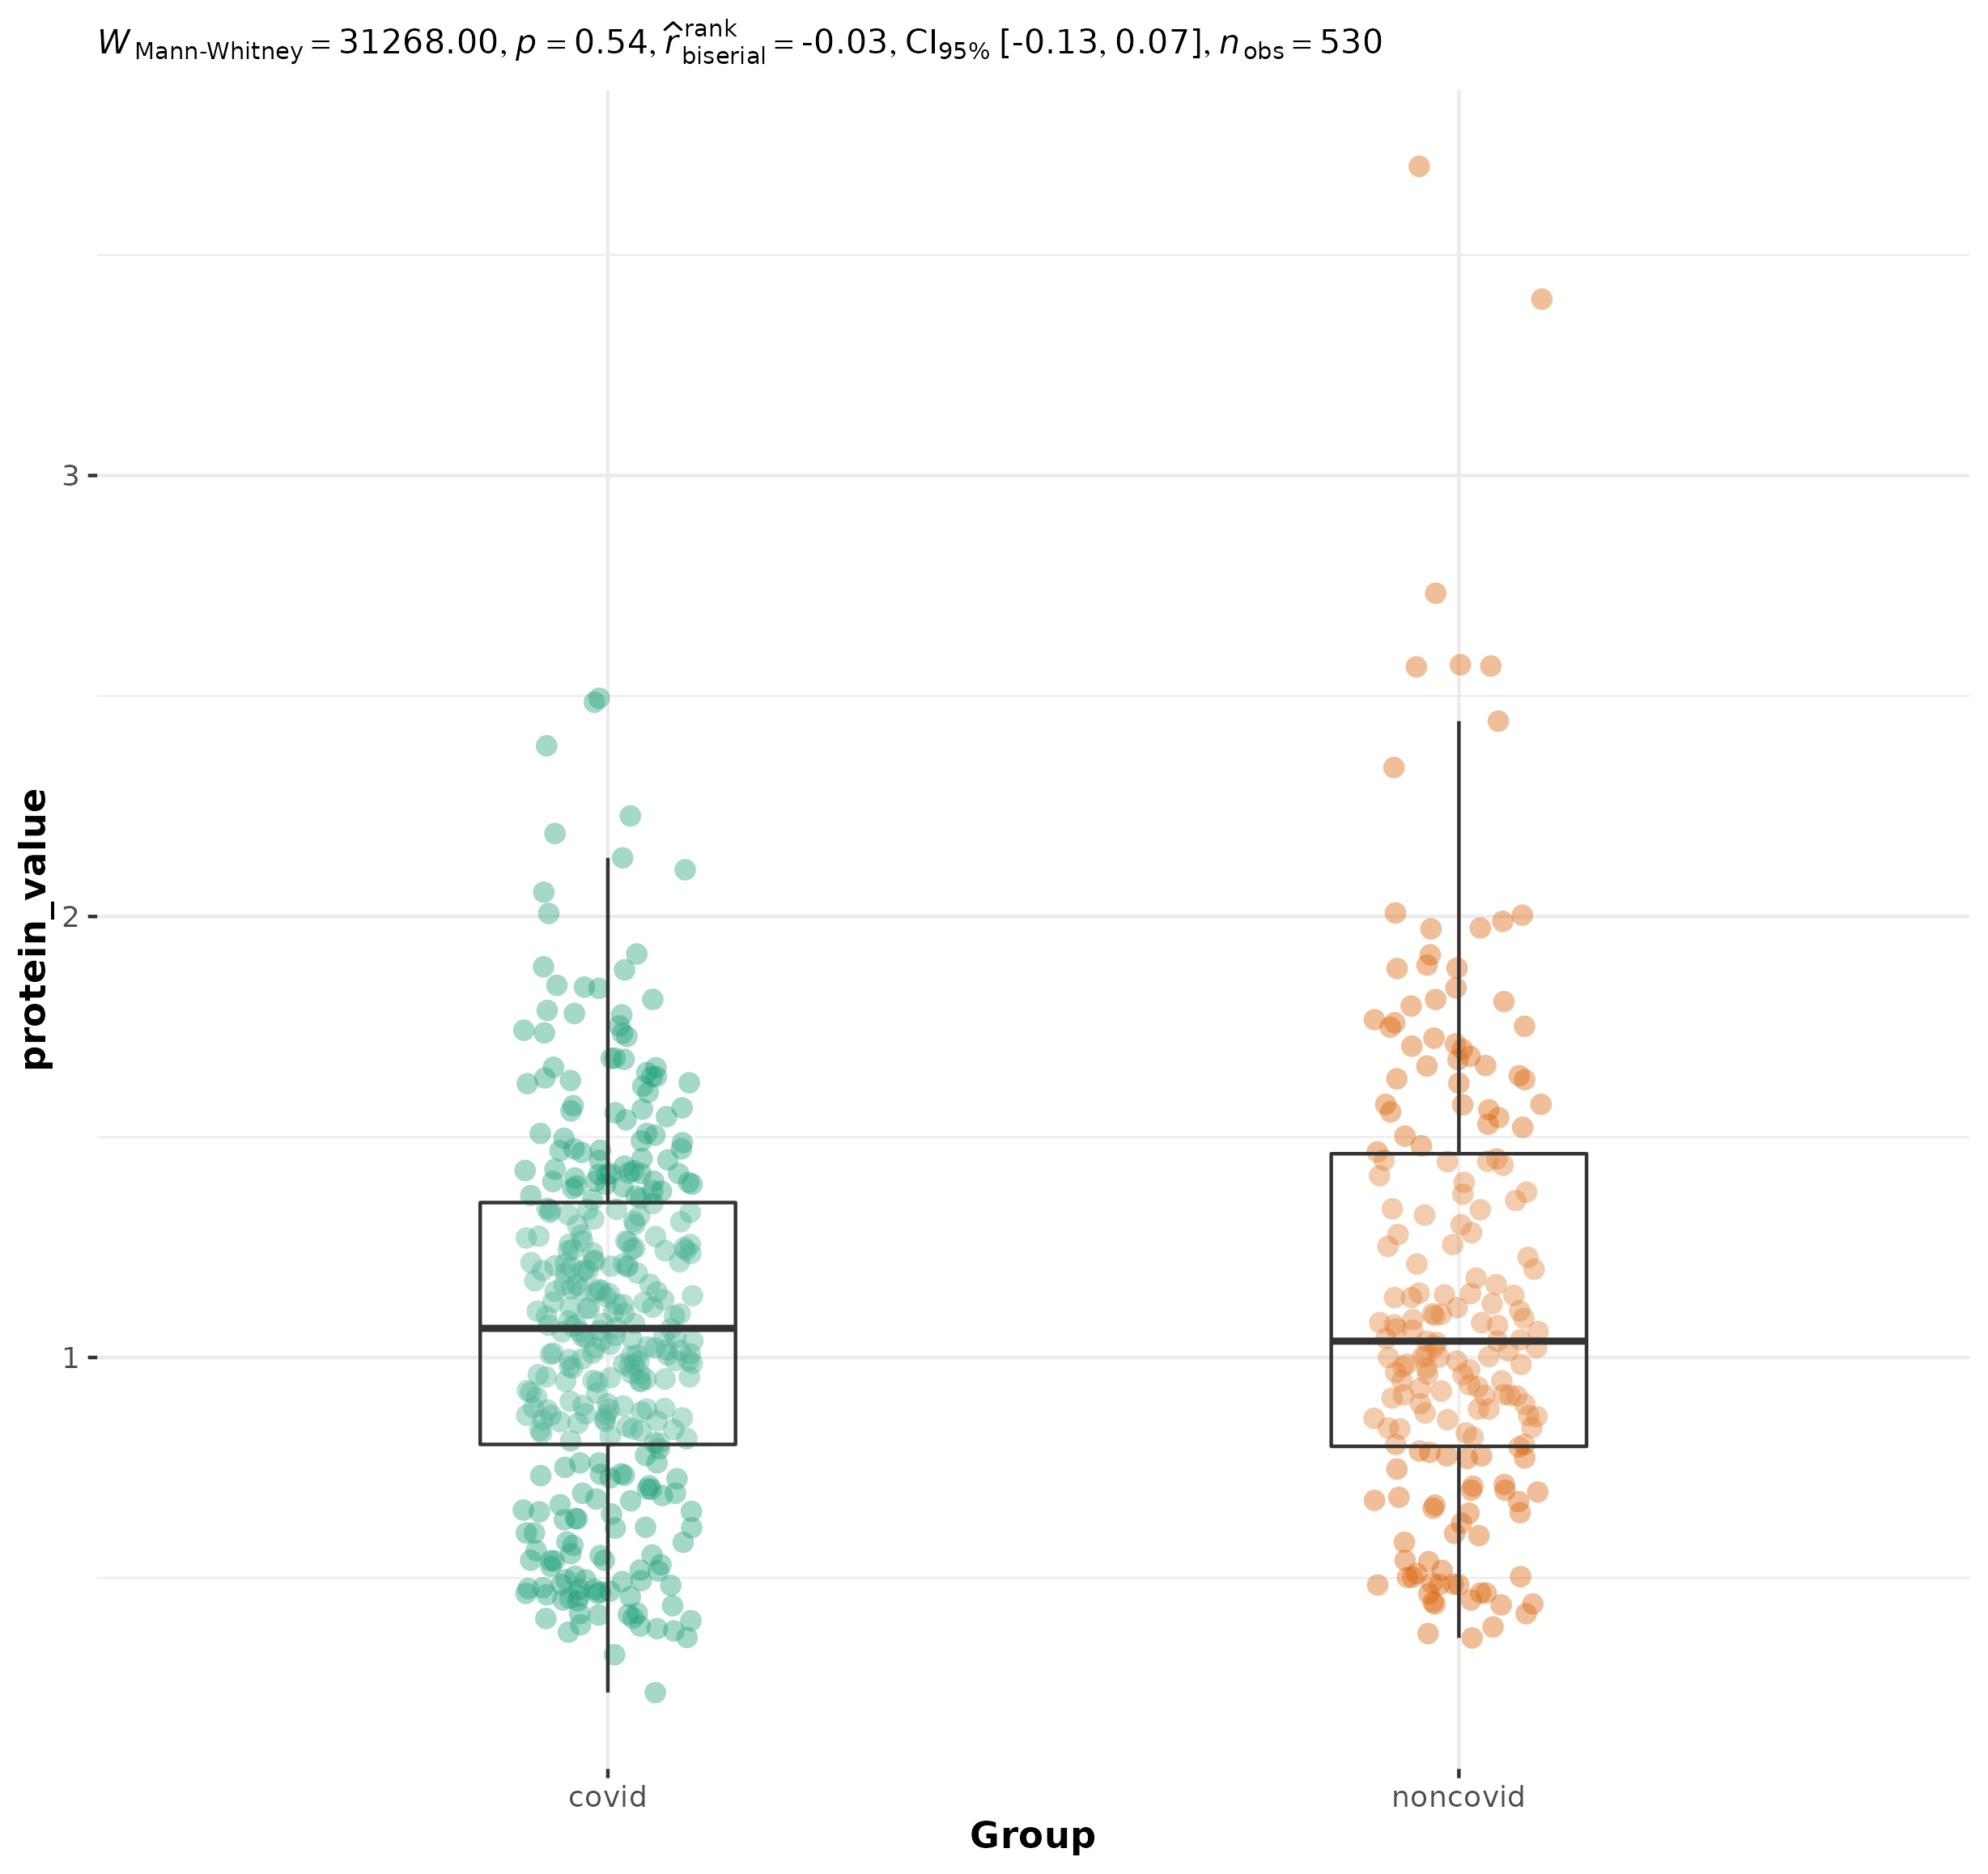 W Mann-Whitney = 31268.00, p = 0.54, r̂ rank biserial = -0.03, CI95% [-0.13, 0.07], n obs = 530
3
2
1
protein_value
covid noncovid
Group